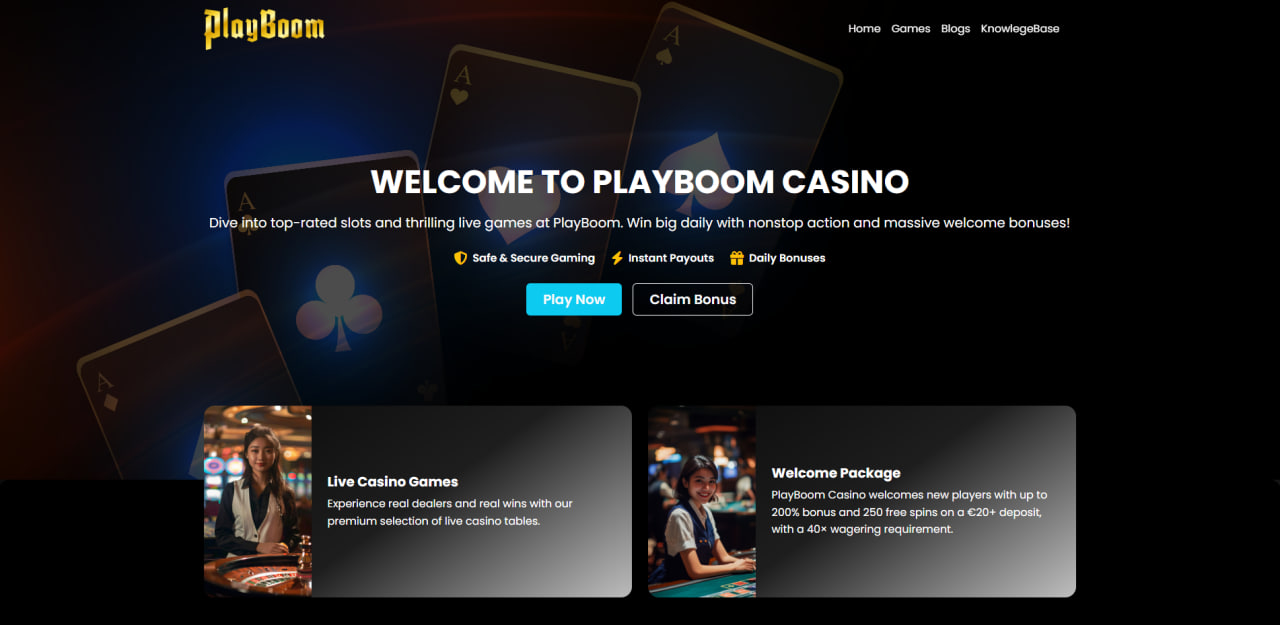 PlayBoom
Home Games Blogs KnowlegeBase
A
A
A
A
WELCOME TO PLAYBOOM CASINO
Dive into top-rated slots and thrilling live games at PlayBoom. Win big daily with nonstop action and massive welcome bonuses!
Safe & Secure Gaming Instant Payouts Daily Bonuses
Play Now Claim Bonus
A
Live Casino Games
Experience real dealers and real wins with our
premium selection of live casino tables.
Welcome Package
PlayBoom Casino welcomes new players with up to
200% bonus and 250 free spins on a €20+ deposit,
with a 40× wagering requirement.